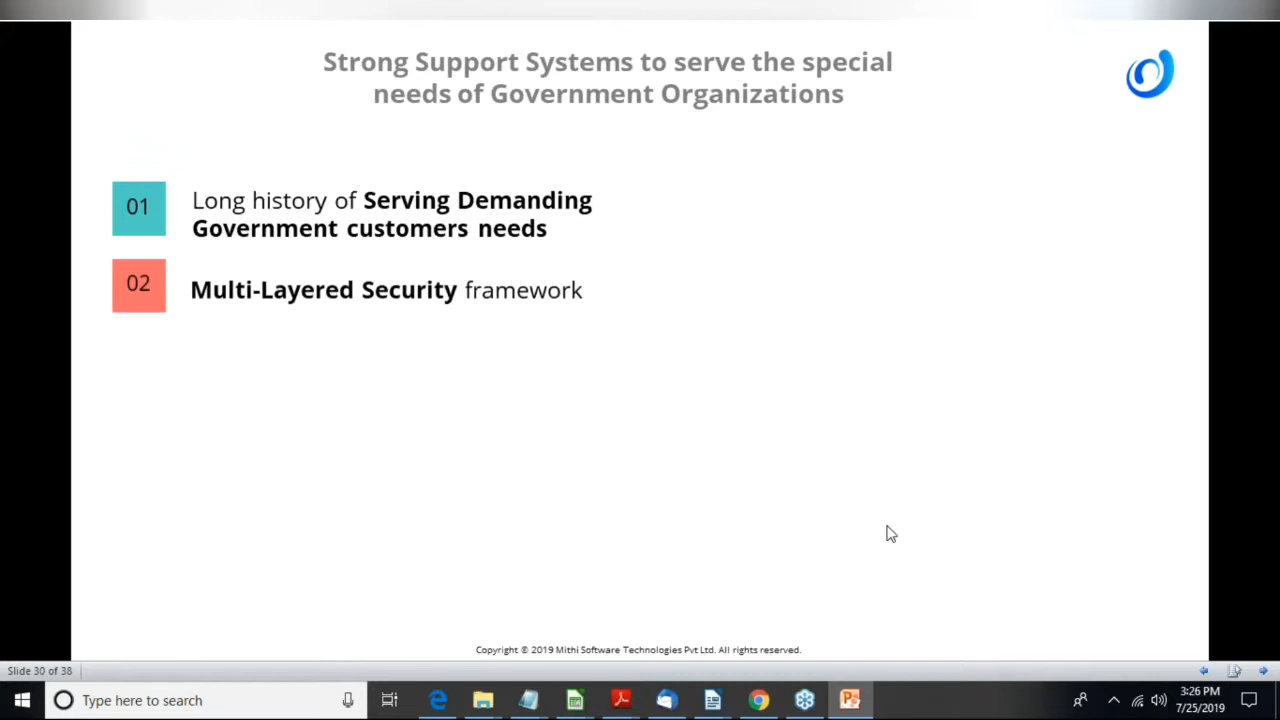 Strong Support Systems to serve the special
needs of Government Organizations
01
Long history of Serving Demanding
Government customers needs
02
Multi-Layered Security framework
Copyright © 2019 Mithi Software Technologies Pvt Ltd. All rights reserved.
Slide 30 of 38
Type here to search
3:26 PM
7/25/2019